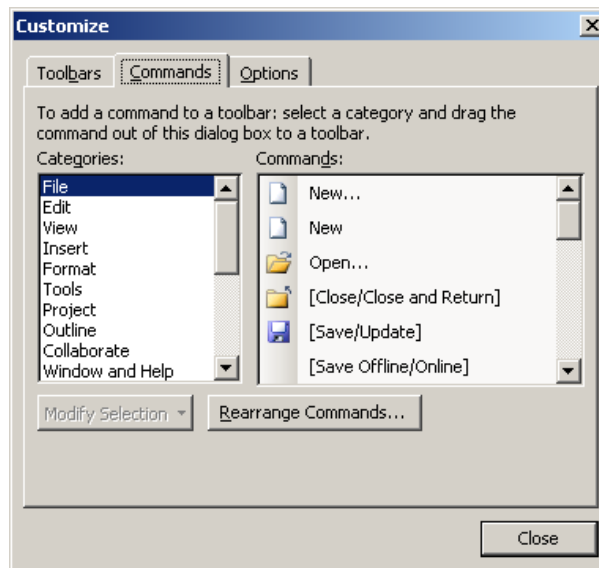 Customize
Toolbars Commands Options
To add a command to a toolbar: select a category and drag the
command out of this dialog box to a toolbar.
Categories:
File
Edit
View
Insert
Format
Tools
Project
Outline
Collaborate
Window and Help
Commands:
New...
New
Open...
[Close/Close and Return]
[Save/Update]
[Save Offline/Online]
Modify Selection
Rearrange Commands...
Close